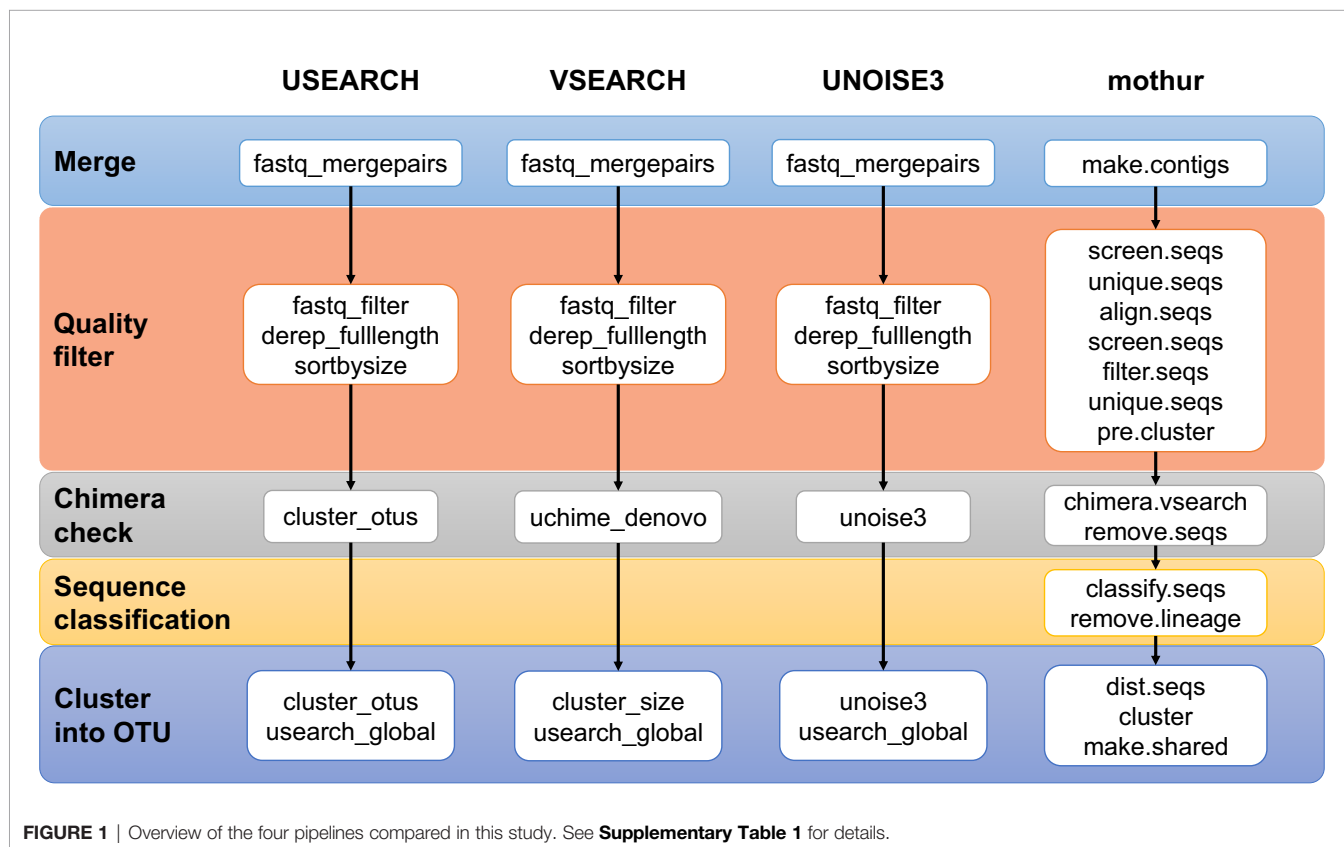 USEARCH VSEARCH UNOISE3 mothur
Merge
fastq_mergepairs fastq_mergepairs fastq_mergepairs make.contigs
Quality
filter
fastq_filter
derep_fulllength
sortbysize
fastq_filter
derep_fulllength
sortbysize
fastq_filter
derep_fulllength
sortbysize
screen.seqs
unique.seqs
align.seqs
screen.seqs
filter.seqs
unique.seqs
pre.cluster
Chimera
check
cluster_otus
uchime_denovo
unoise3
chimera.vsearch
remove.seqs
Sequence
classification
classify.seqs
remove.lineage
Cluster
into OTU
cluster_otus
usearch_global
cluster_size
usearch_global
unoise3
usearch_global
dist.seqs
cluster
make.shared
FIGURE 1 | Overview of the four pipelines compared in this study. See Supplementary Table 1 for details.